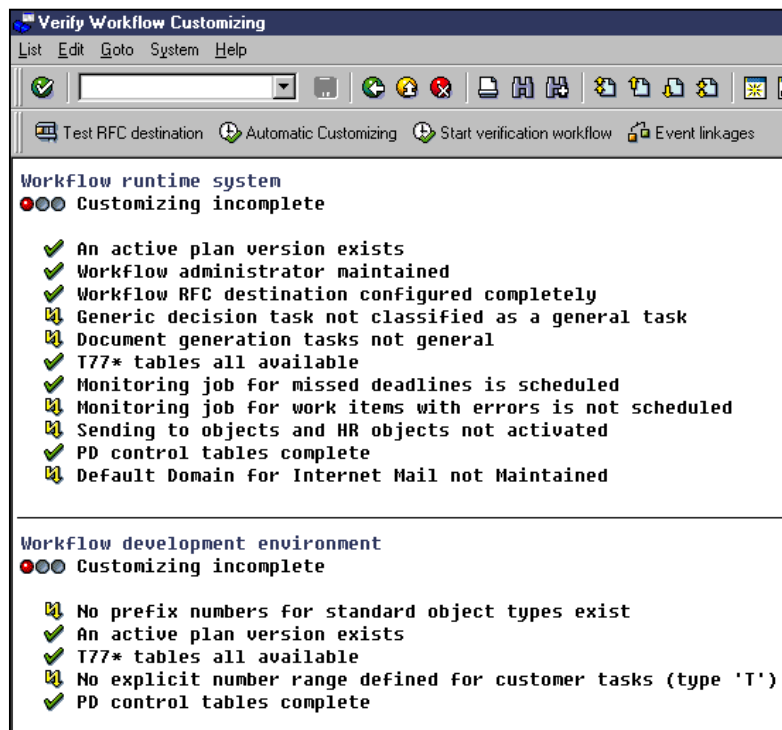 Verify Workflow Customizing
List Edit Goto System Help
Test RFC destination Automatic Customizing Start verification workflow Event linkages
Workflow runtime system
Customizing incomplete
An active plan version exists
Workflow administrator maintained
Workflow RFC destination configured completely
Generic decision task not classified as a general task
Document generation tasks not general
T77* tables all available
Monitoring job for missed deadlines is scheduled
Monitoring job for work items with errors is not scheduled
Sending to objects and HR objects not activated
PD control tables complete
Default Domain for Internet Mail not Maintained
Workflow development environment
Customizing incomplete
No prefix numbers for standard object types exist
An active plan version exists
T77* tables all available
No explicit number range defined for customer tasks (type 'T')
PD control tables complete